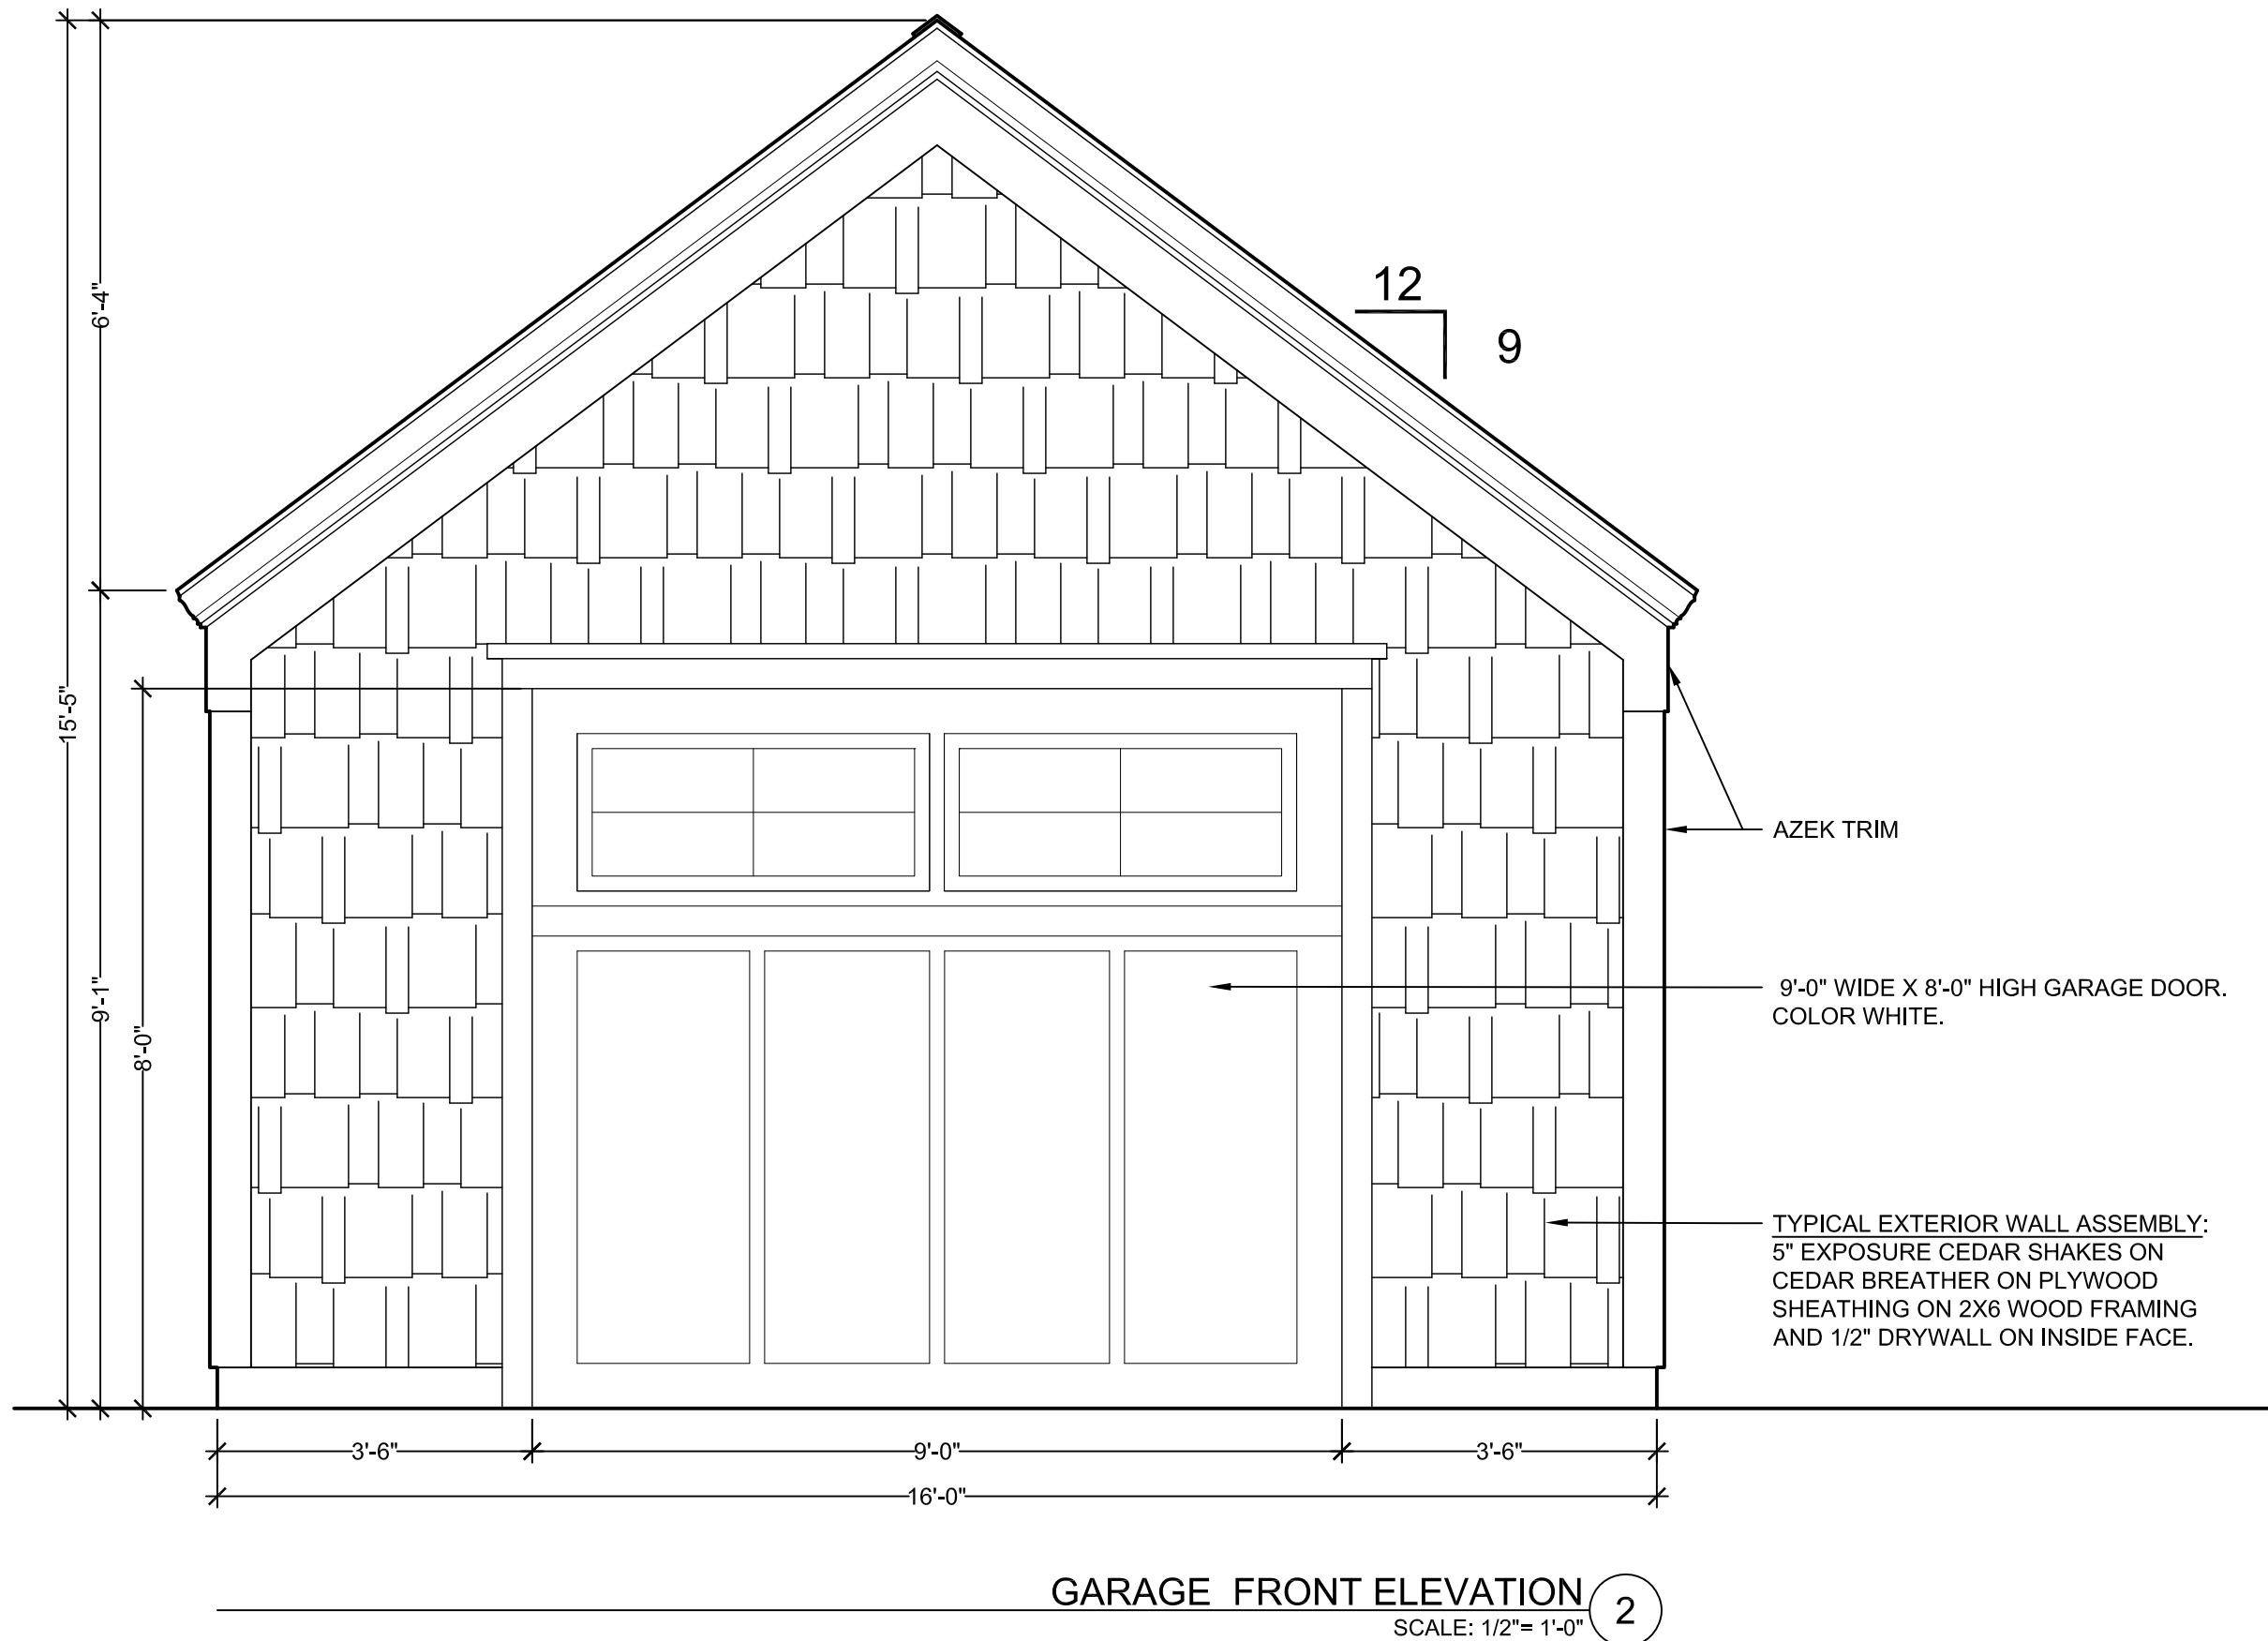 12
9
6'-4"
15'-5"
9'-1"
8'-0"
AZEK TRIM
9'-0" WIDE X 8'-0" HIGH GARAGE DOOR.
COLOR WHITE.
TYPICAL EXTERIOR WALL ASSEMBLY:
5" EXPOSURE CEDAR SHAKES ON
CEDAR BREATHER ON PLYWOOD
SHEATHING ON 2X6 WOOD FRAMING
AND 1/2" DRYWALL ON INSIDE FACE.
3'-6" 9'-0" 3'-6"
16'-0"
GARAGE FRONT ELEVATION 2
SCALE: 1/2"= 1'-0"